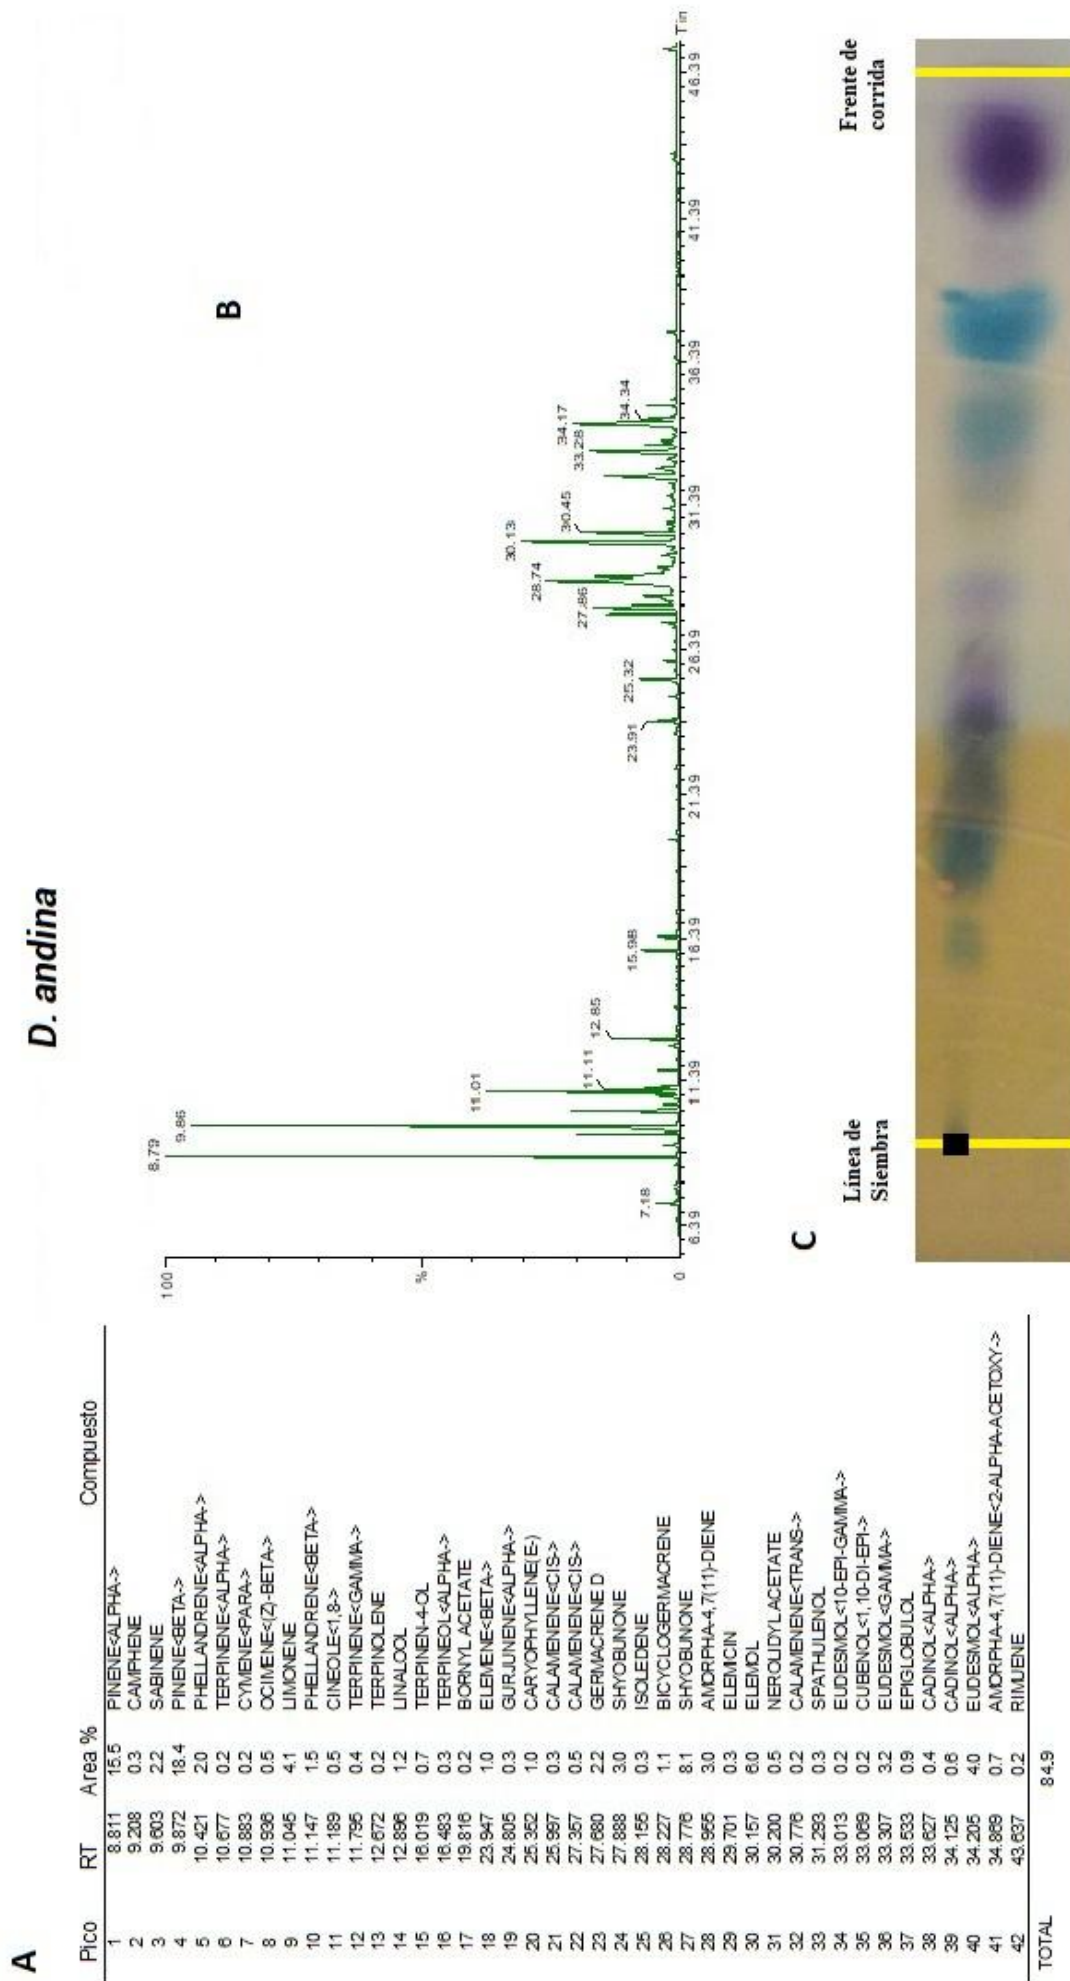 D. andina
A
Pico RT Area % Compuesto
1 8.811 15.5 PINENE<ALPHA->
2 9.208 0.3 CAMPHENE
3 9.603 2.2 SABINENE
4 9.872 18.4 PINENE<BETA->
5 10.421 2.0 PHELLANDRENE<ALPHA->
6 10.677 0.2 TERPINENE<ALPHA->
7 10.883 0.2 CYMENE<PARA->
8 10.936 0.5 OCIMENE<(Z)-BETA->
9 11.045 4.1 LIMONENE
10 11.147 1.5 PHELLANDRENE<BETA->
11 11.189 0.5 CINEOLE<1,8->
12 11.795 0.4 TERPINENE<GAMMA->
13 12.672 0.2 TERPINOLENE
14 12.896 1.2 LINALOOL
15 16.019 0.7 TERPINEN-4-OL
16 16.483 0.3 TERPINEOL<ALPHA->
17 19.816 0.2 BORNYL ACETATE
18 23.947 1.0 ELEMENE<BETA->
19 24.805 0.3 GURJUNENE<ALPHA->
20 25.352 1.0 CARYOPHYLLENE(E-)
21 25.997 0.3 CALAMENENE<CIS->
22 27.357 0.5 CALAMENENE<CIS->
23 27.680 2.2 GERMACRENE D
24 27.888 3.0 SHYOBUNONE
25 28.155 0.3 ISOLEDENE
26 28.227 1.1 BICYCLOGERMACRENE
27 28.776 8.1 SHYOBUNONE
28 28.955 3.0 AMORPHA-4,7(11)-DIENE
29 29.701 0.3 ELEMICIN
30 30.157 6.0 ELEMOL
31 30.200 0.5 NEROLIDYL ACETATE
32 30.776 0.2 CALAMENENE<TRANS->
33 31.293 0.3 SPATHULENOL
34 33.013 0.2 EUDESMOL<10-EPI-GAMMA->
35 33.069 0.2 CUBENOL<1,10-DI-EPI->
36 33.307 3.2 EUDESMOL<GAMMA->
37 33.533 0.9 EPIGLOBULOL
38 33.627 0.4 CADINOL<ALPHA->
39 34.125 0.6 CADINOL<ALPHA->
40 34.205 4.0 EUDESMOL<ALPHA->
41 34.869 0.7 AMORPHA-4,7(11)-DIENE<2-ALPHA-ACETOXY->
42 43.637 0.2 RIMUENE
TOTAL 84.9
B
100
%
0
7.18
8.79
9.86
11.01
11.11
12.85
15.98
23.91
25.32
27.86
28.74
30.13
30.45
33.28
34.17
34.34
6.39 11.39 16.39 21.39 26.39 31.39 36.39 41.39 46.39
C
Línea de
Siembra
Frente de
corrida